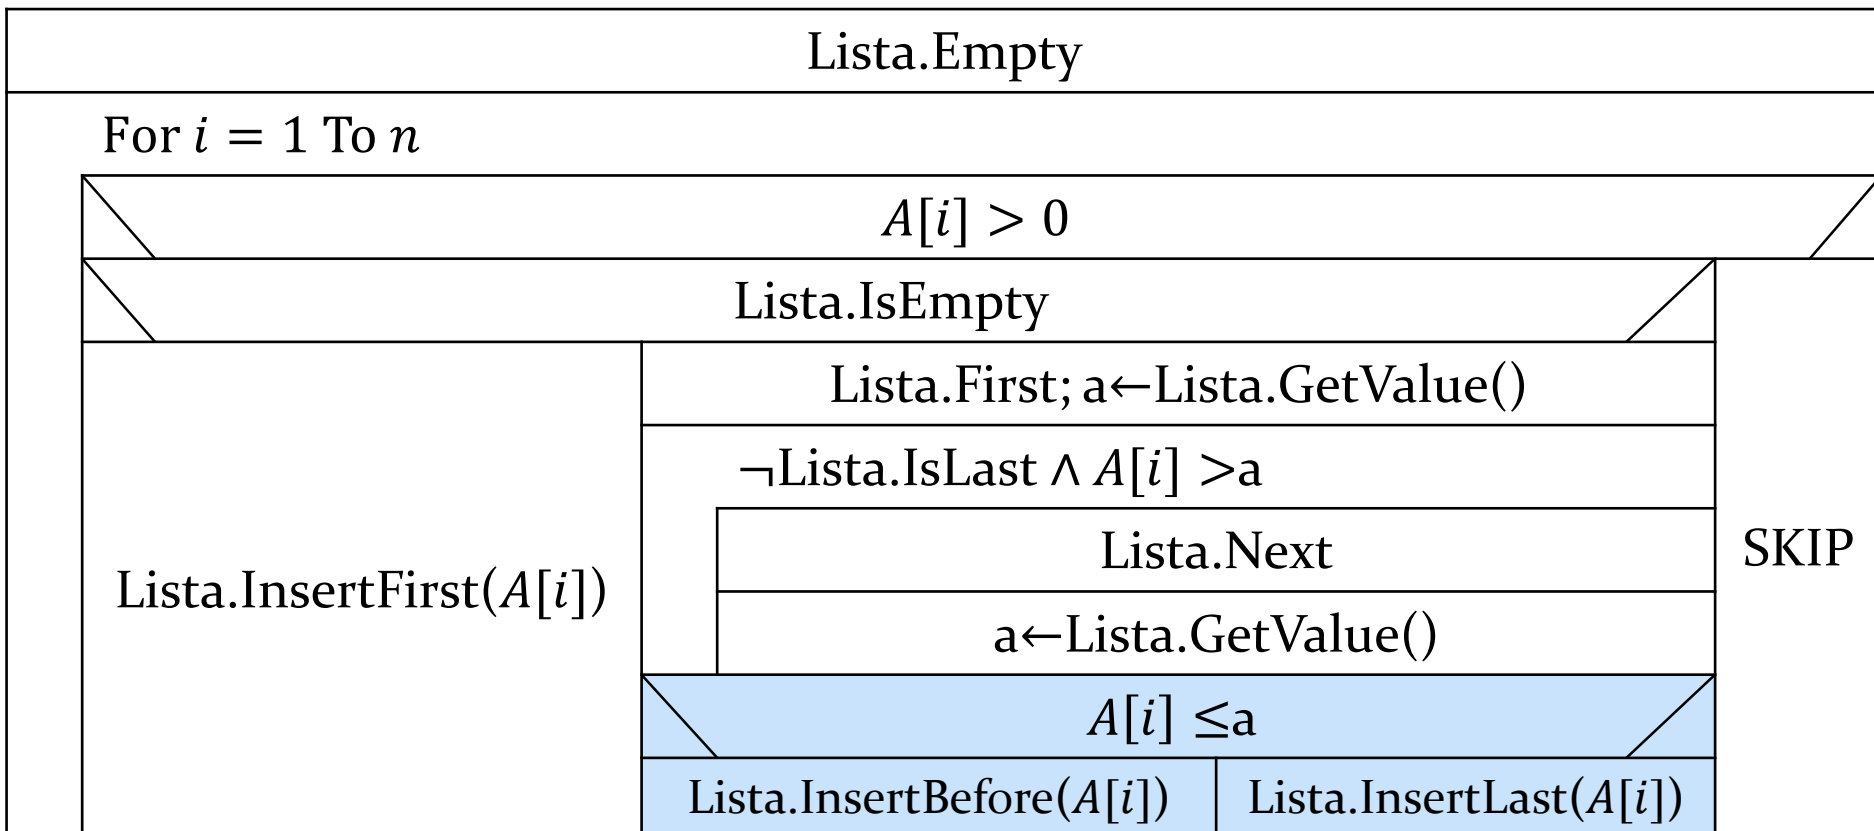 Lista.Empty
For i = 1 To n
A[i] > 0
Lista.IsEmpty
Lista.First; a←Lista.GetValue()
¬Lista.IsLast ∧ A[i] >a
Lista.Next
SKIP
Lista.InsertFirst(A[i])
a←Lista.GetValue()
A[i] ≤a
Lista.InsertBefore(A[i])
Lista.InsertLast(A[i])